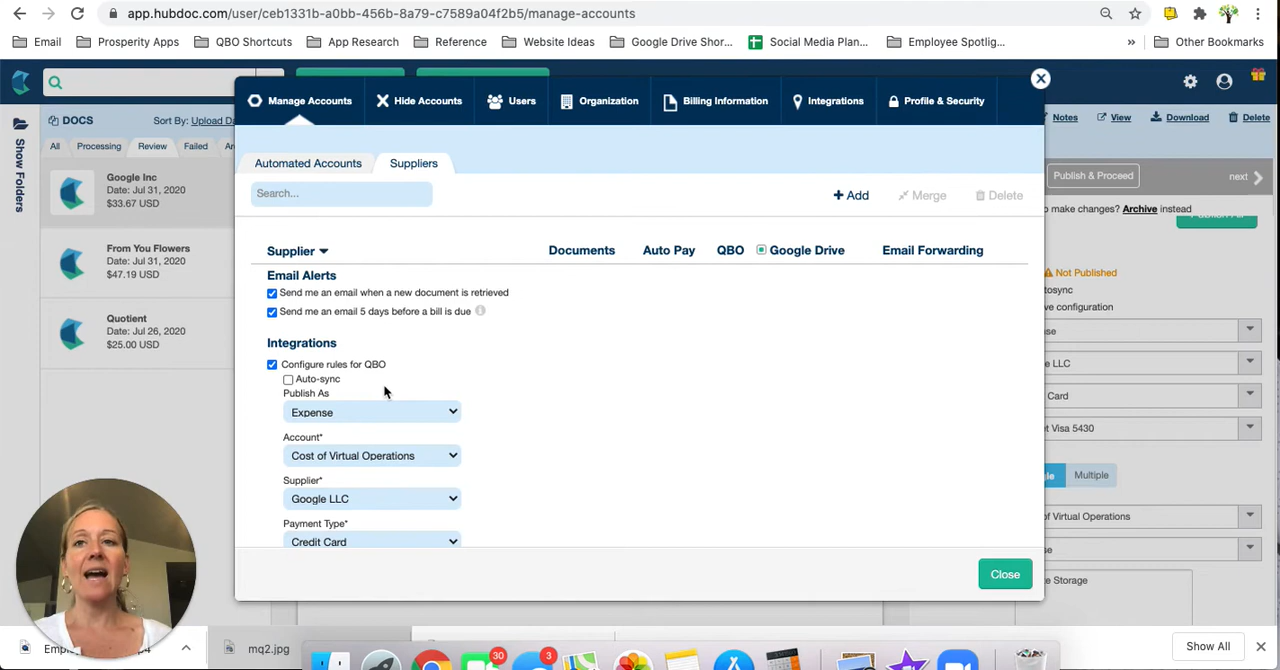 app.hubdoc.com/user/ceb1331b-a0bb-456b-8a79-c7589a04f2b5/manage-accounts
Email Prosperity Apps QBO Shortcuts App Research Reference Website Ideas Google Drive Shor... Social Media Plan... Employee Spotlig... » Other Bookmarks
Manage Accounts Hide Accounts Users Organization Billing Information Integrations Profile & Security
DOCS Sort By: Upload Da
Notes View Download Delete
All Processing Review Failed Ar
Show Folders
Automated Accounts Suppliers
Search... + Add Merge Delete
Publish & Proceed next
o make changes? Archive instead
Google Inc
Date: Jul 31, 2020
$33.67 USD
Supplier Documents Auto Pay QBO Google Drive Email Forwarding
From You Flowers
Date: Jul 31, 2020
$47.19 USD
Quotient
Date: Jul 26, 2020
$25.00 USD
Email Alerts
Send me an email when a new document is retrieved
Send me an email 5 days before a bill is due
Integrations
Configure rules for QBO
Auto-sync
Publish As
Expense
Account*
Cost of Virtual Operations
Supplier*
Google LLC
Payment Type*
Credit Card
Close
Not Published
tosync
ve configuration
se
le LLC
Card
et Visa 5430
le Multiple
of Virtual Operations
se
e Storage
mq2.jpg
30
3
Show All